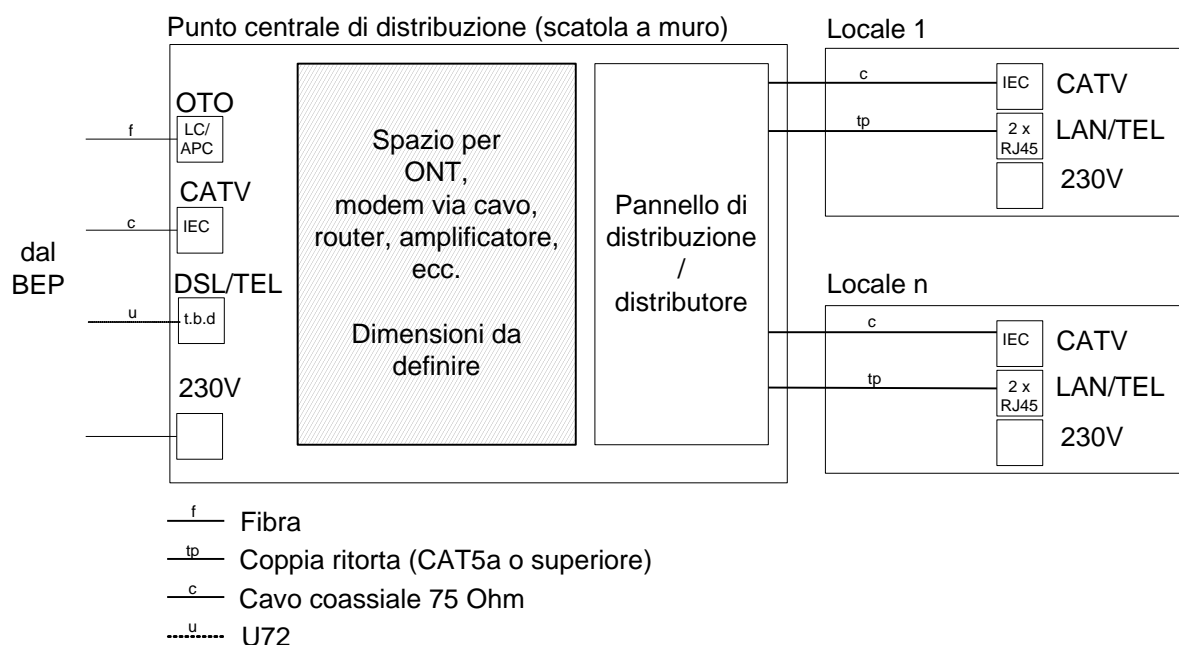 Punto centrale di distribuzione (scatola a muro)
OTO
f
LC/
APC
CATV
c
IEC
dal
BEP
DSL/TEL
u
t.b.d
230V
Spazio per
ONT,
modem via cavo,
router, amplificatore,
ecc.
Dimensioni da
definire
Pannello di
distribuzione
/
distributore
Locale 1
c
IEC
CATV
tp
2 x
RJ45
LAN/TEL
230V
Locale n
c
IEC
CATV
tp
2 x
RJ45
LAN/TEL
230V
f
Fibra
tp
Coppia ritorta (CAT5a o superiore)
c
Cavo coassiale 75 Ohm
u
U72